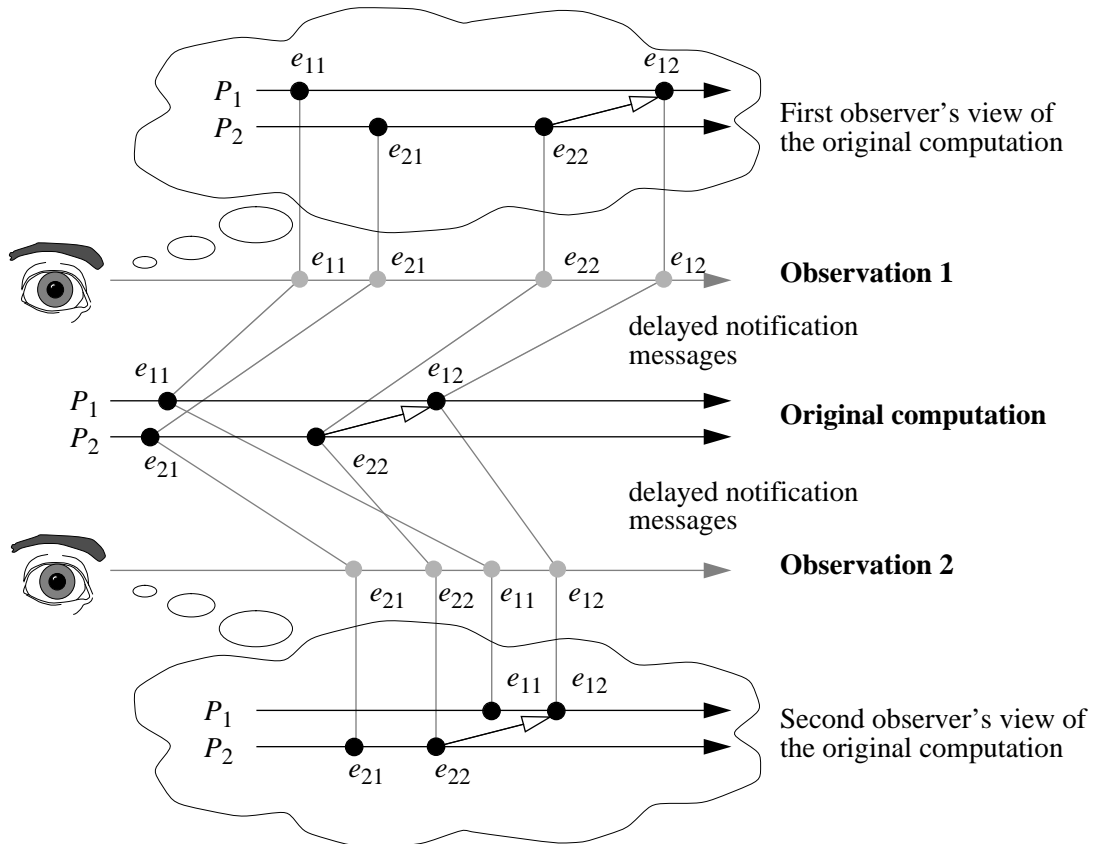 e11 e12
P1
P2
e21 e22
First observer's view of
the original computation
e11 e21 e22 e12
Observation 1
delayed notification
messages
e11 e12
P1
P2
Original computation
e21 e22
delayed notification
messages
Observation 2
e21 e22 e11 e12
e11 e12
P1
P2
e21 e22
Second observer's view of
the original computation